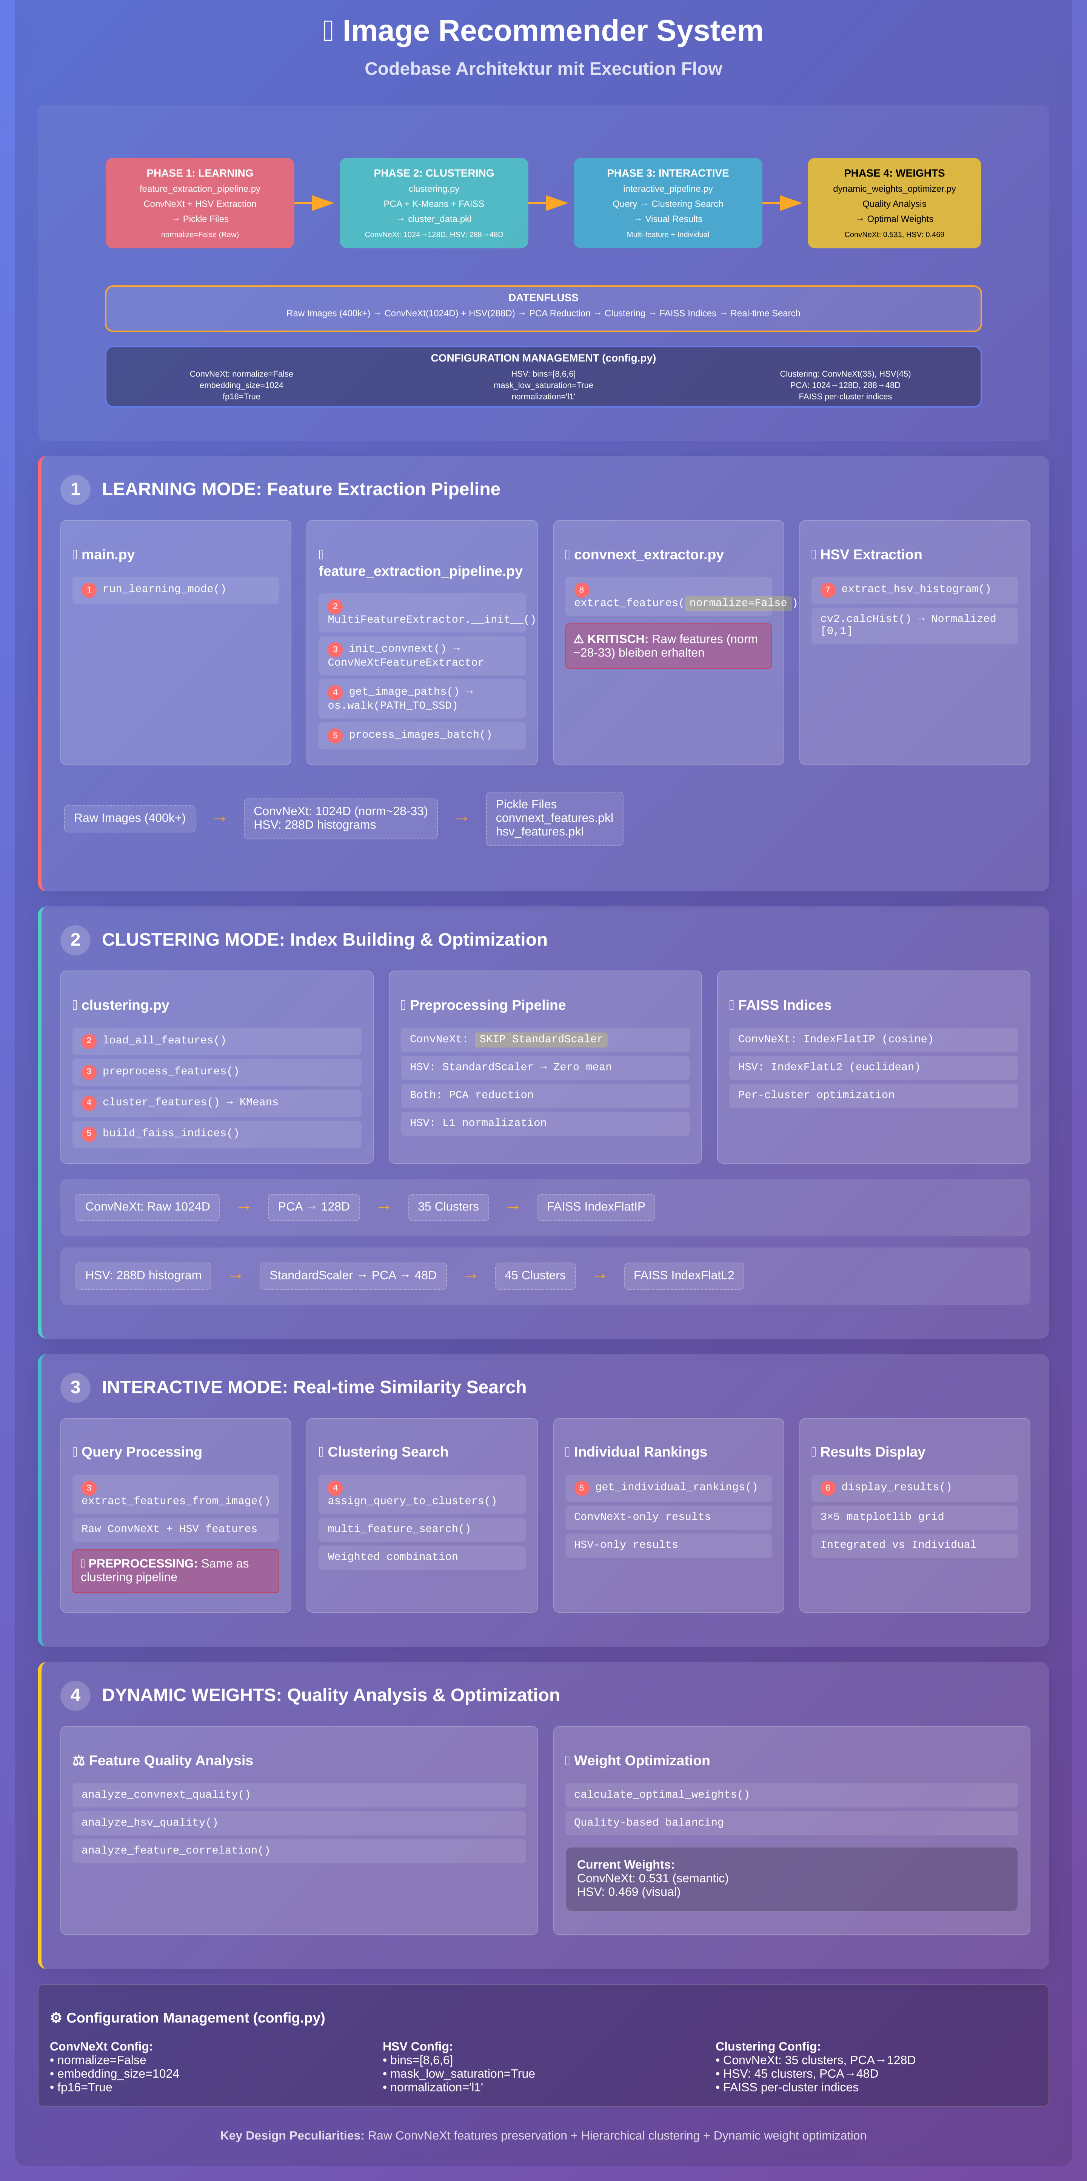 Image Recommender System
Codebase Architektur mit Execution Flow
PHASE 1: LEARNING
feature_extraction_pipeline.py
ConvNeXt + HSV Extraction
→ Pickle Files
normalize=False (Raw)
PHASE 2: CLUSTERING
clustering.py
PCA + K-Means + FAISS
→ cluster_data.pkl
ConvNeXt: 1024→128D, HSV: 288→48D
PHASE 3: INTERACTIVE
interactive_pipeline.py
Query → Clustering Search
→ Visual Results
Multi-feature + Individual
PHASE 4: WEIGHTS
dynamic_weights_optimizer.py
Quality Analysis
→ Optimal Weights
ConvNeXt: 0.531, HSV: 0.469
DATENFLUSS
Raw Images (400k+) → ConvNeXt(1024D) + HSV(288D) → PCA Reduction → Clustering → FAISS Indices → Real-time Search
CONFIGURATION MANAGEMENT (config.py)
ConvNeXt: normalize=False
embedding_size=1024
fp16=True
HSV: bins=[8,6,6]
mask_low_saturation=True
normalization='l1'
Clustering: ConvNeXt(35), HSV(45)
PCA: 1024→128D, 288→48D
FAISS per-cluster indices
1 LEARNING MODE: Feature Extraction Pipeline
main.py
1 run_learning_mode()
feature_extraction_pipeline.py
2
MultiFeatureExtractor.__init__()
3 init_convnext() →
ConvNeXtFeatureExtractor
4 get_image_paths() →
os.walk(PATH_TO_SSD)
5 process_images_batch()
convnext_extractor.py
8
extract_features(normalize=False)
⚠ KRITISCH: Raw features (norm
~28-33) bleiben erhalten
HSV Extraction
7 extract_hsv_histogram()
cv2.calcHist() → Normalized
[0,1]
Raw Images (400k+)
→
ConvNeXt: 1024D (norm~28-33)
HSV: 288D histograms
→
Pickle Files
convnext_features.pkl
hsv_features.pkl
2 CLUSTERING MODE: Index Building & Optimization
clustering.py
2 load_all_features()
3 preprocess_features()
4 cluster_features() → KMeans
5 build_faiss_indices()
Preprocessing Pipeline
ConvNeXt: SKIP StandardScaler
HSV: StandardScaler → Zero mean
Both: PCA reduction
HSV: L1 normalization
FAISS Indices
ConvNeXt: IndexFlatIP (cosine)
HSV: IndexFlatL2 (euclidean)
Per-cluster optimization
ConvNeXt: Raw 1024D → PCA → 128D → 35 Clusters → FAISS IndexFlatIP
HSV: 288D histogram → StandardScaler → PCA → 48D → 45 Clusters → FAISS IndexFlatL2
3 INTERACTIVE MODE: Real-time Similarity Search
Query Processing
3
extract_features_from_image()
Raw ConvNeXt + HSV features
PREPROCESSING: Same as
clustering pipeline
Clustering Search
4
assign_query_to_clusters()
multi_feature_search()
Weighted combination
Individual Rankings
5 get_individual_rankings()
ConvNeXt-only results
HSV-only results
Results Display
6 display_results()
3×5 matplotlib grid
Integrated vs Individual
4 DYNAMIC WEIGHTS: Quality Analysis & Optimization
⚖ Feature Quality Analysis
analyze_convnext_quality()
analyze_hsv_quality()
analyze_feature_correlation()
Weight Optimization
calculate_optimal_weights()
Quality-based balancing
Current Weights:
ConvNeXt: 0.531 (semantic)
HSV: 0.469 (visual)
⚙ Configuration Management (config.py)
ConvNeXt Config:
• normalize=False
• embedding_size=1024
• fp16=True
HSV Config:
• bins=[8,6,6]
• mask_low_saturation=True
• normalization='l1'
Clustering Config:
• ConvNeXt: 35 clusters, PCA→128D
• HSV: 45 clusters, PCA→48D
• FAISS per-cluster indices
Key Design Peculiarities: Raw ConvNeXt features preservation + Hierarchical clustering + Dynamic weight optimization